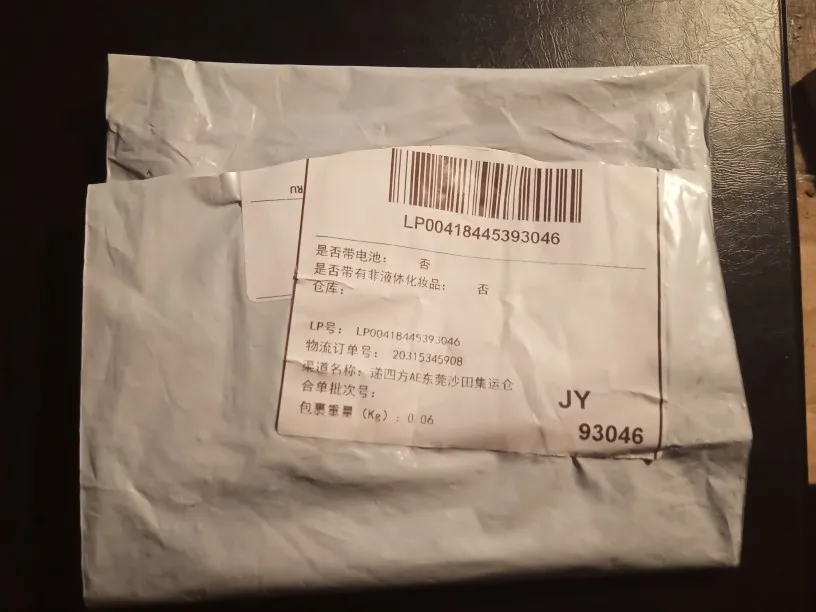 RU
LP00418445393046
是否带电池： 否
是否带有非液体化妆品： 否
仓库：
LP号： LP00418445393046
物流订单号： 20315345908
渠道名称：递四方AE东莞沙田集运仓
合单批次号：
包裹重量（Kg）：0.06
JY
93046